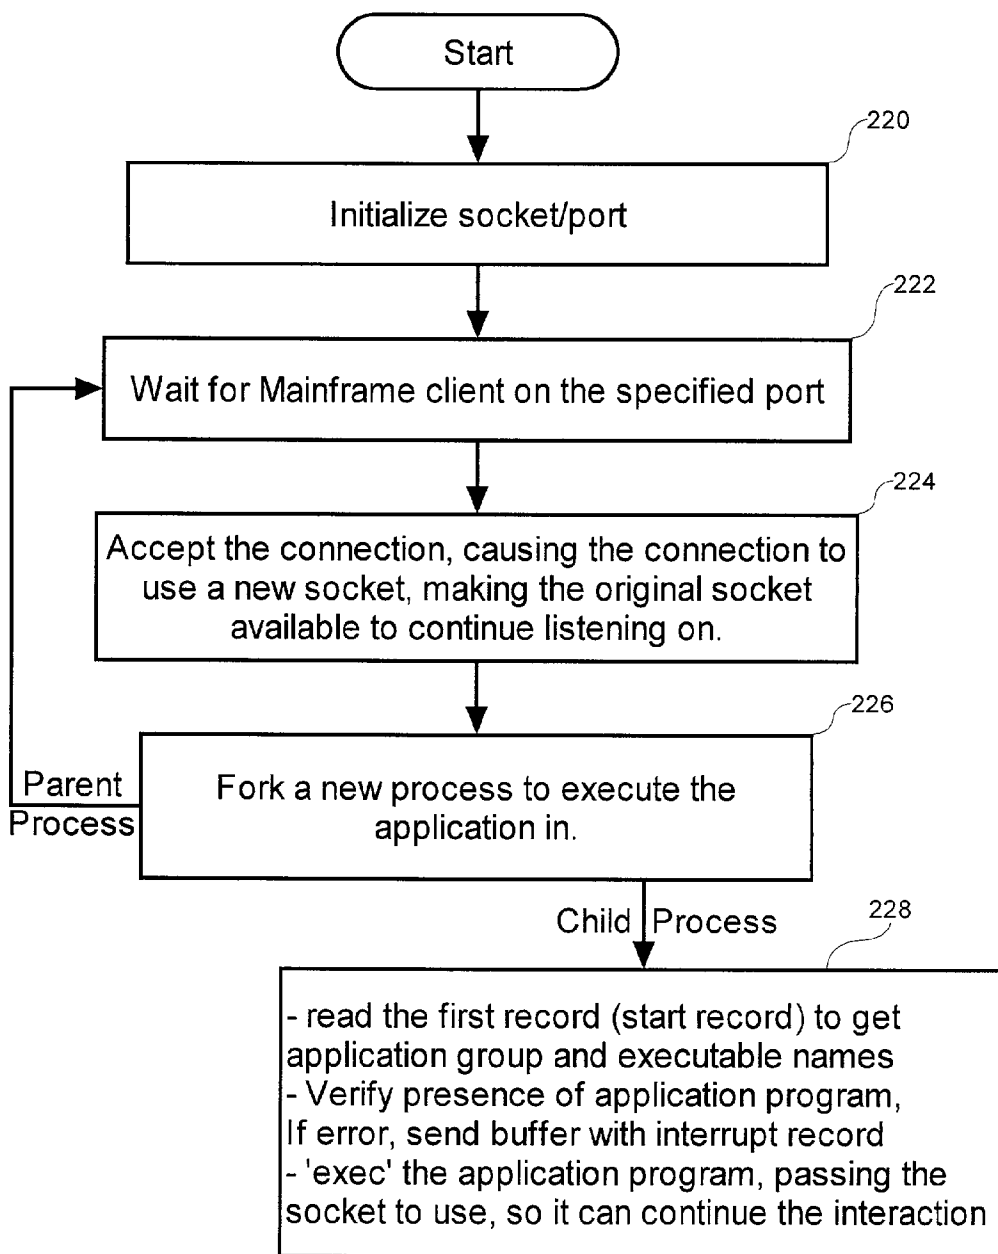 Start
220
Initialize socket/port
222
Wait for Mainframe client on the specified port
224
Accept the connection, causing the connection to
use a new socket, making the original socket
available to continue listening on.
226
Fork a new process to execute the
application in.
Parent
Process
Child Process
228
- read the first record (start record) to get
application group and executable names
- Verify presence of application program,
If error, send buffer with interrupt record
- 'exec' the application program, passing the
socket to use, so it can continue the interaction